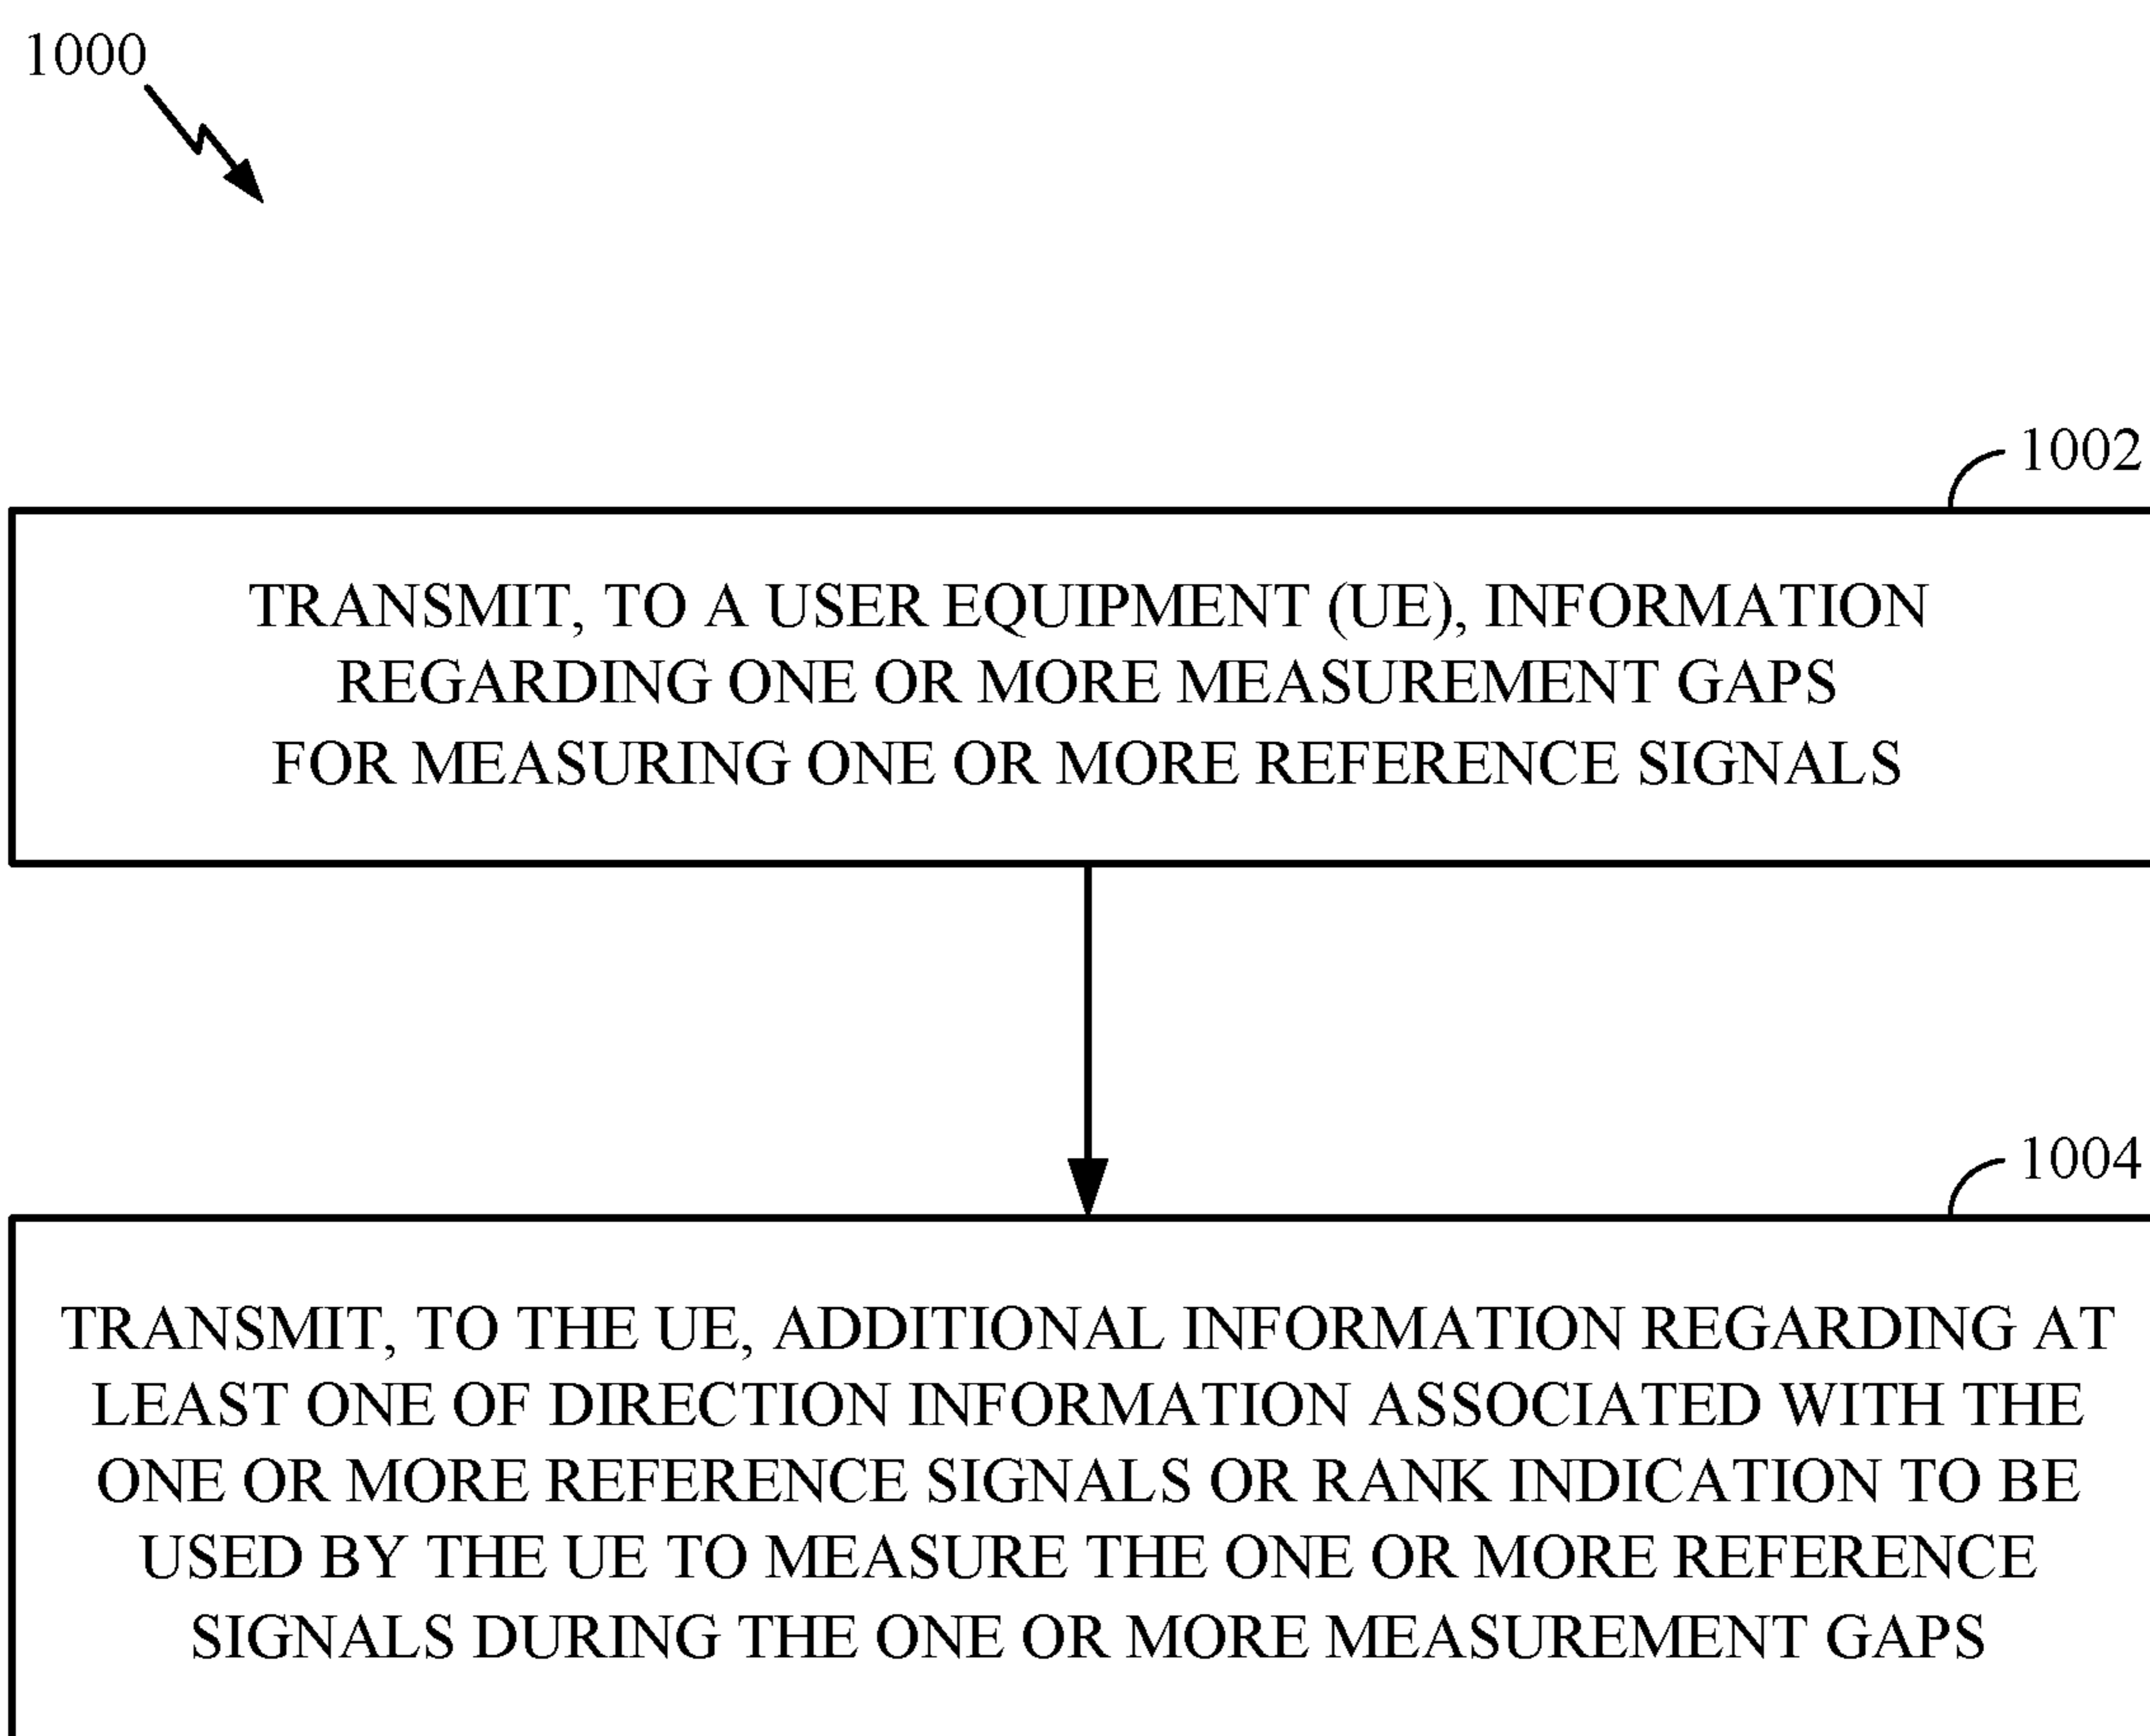 1000
1002
TRANSMIT, TO A USER EQUIPMENT (UE), INFORMATION
REGARDING ONE OR MORE MEASUREMENT GAPS
FOR MEASURING ONE OR MORE REFERENCE SIGNALS
1004
TRANSMIT, TO THE UE, ADDITIONAL INFORMATION REGARDING AT
LEAST ONE OF DIRECTION INFORMATION ASSOCIATED WITH THE
ONE OR MORE REFERENCE SIGNALS OR RANK INDICATION TO BE
USED BY THE UE TO MEASURE THE ONE OR MORE REFERENCE
SIGNALS DURING THE ONE OR MORE MEASUREMENT GAPS